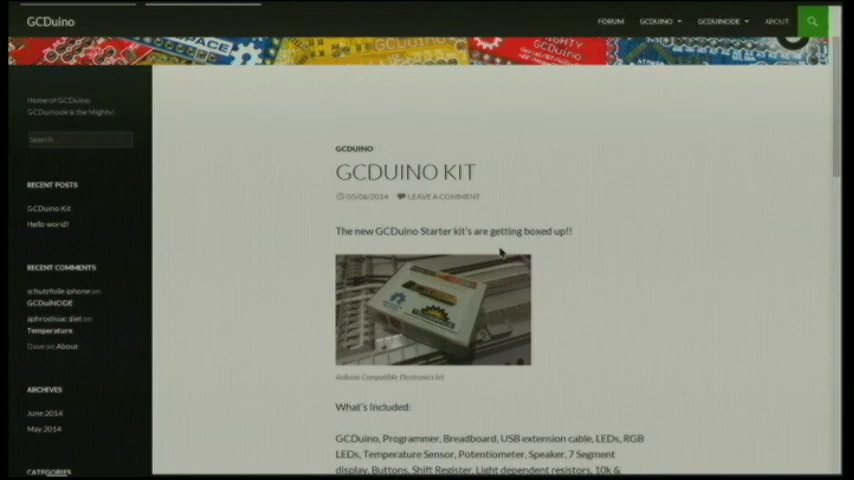 GCDuino
FORUM
GCDUINO
GCDUINODE
ABOUT
Home of GCDuino,
GCDuinode & the Mighty!
Search …
RECENT POSTS
GCDuino Kit
Hello world!
RECENT COMMENTS
schutzfolie iphone on
GCDuiNODE
aphrodisiac diet on
Temperature
Dave on About
ARCHIVES
June 2014
May 2014
CATEGORIES
GCDUINO
GCDUINO KIT
05/06/2014 LEAVE A COMMENT
The new GCDuino Starter kit's are getting boxed up!!
Arduino Compatible Electronics kit
What's Included:
GCDuino, Programmer, Breadboard, USB extension cable, LEDs, RGB
LEDs, Temperature Sensor, Potentiometer, Speaker, 7 Segment
display, Buttons, Shift Register, Light dependent resistors, 10k &